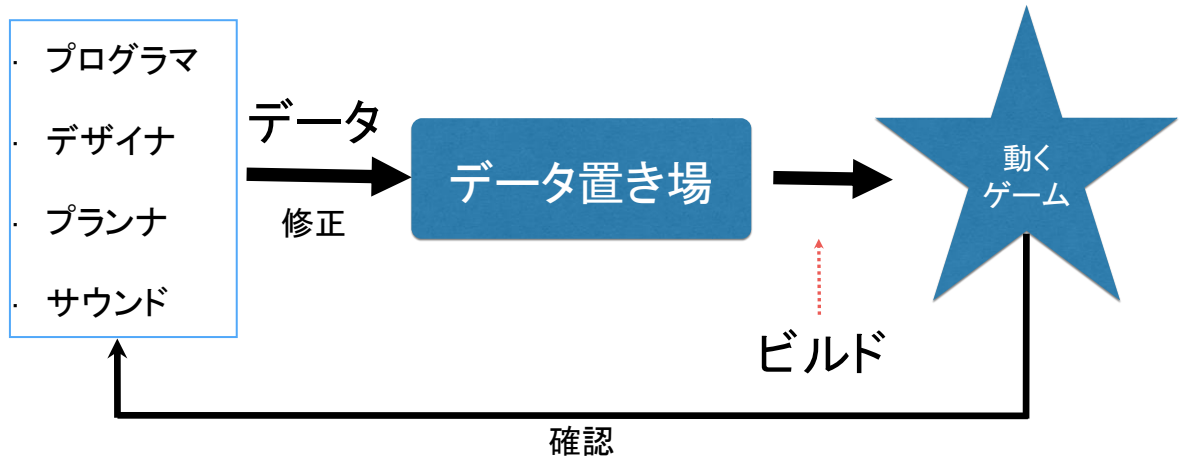 ・ プログラマ
・ デザイナ
・ プランナ
・ サウンド
データ
修正
データ置き場
ビルド
動く
ゲーム
確認